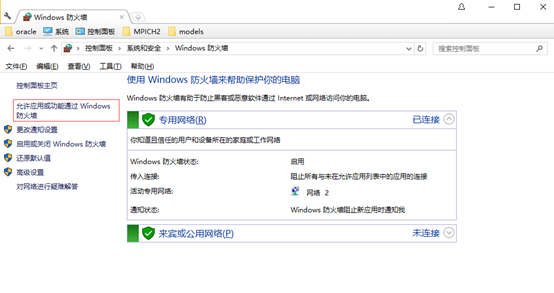 Windows 防火墙
oracle 系统 控制面板 MPICH2 models
控制面板 > 系统和安全 > Windows 防火墙
搜索控制面板
文件(F) 编辑(E) 查看(V) 工具(T) 帮助(H)
控制面板主页
允许应用或功能通过 Windows
防火墙
更改通知设置
启用或关闭 Windows 防火墙
还原默认值
高级设置
对网络进行疑难解答
使用 Windows 防火墙来帮助保护你的电脑
Windows 防火墙有助于防止黑客或恶意软件通过 Internet 或网络访问你的电脑。
专用网络(R) 已连接
你知道且信任的用户和设备所在的家庭或工作网络
Windows 防火墙状态: 启用
传入连接: 阻止所有与未在允许应用列表中的应用的连接
活动专用网络: 网络 2
通知状态: Windows 防火墙阻止新应用时通知我
来宾或公用网络(P) 未连接